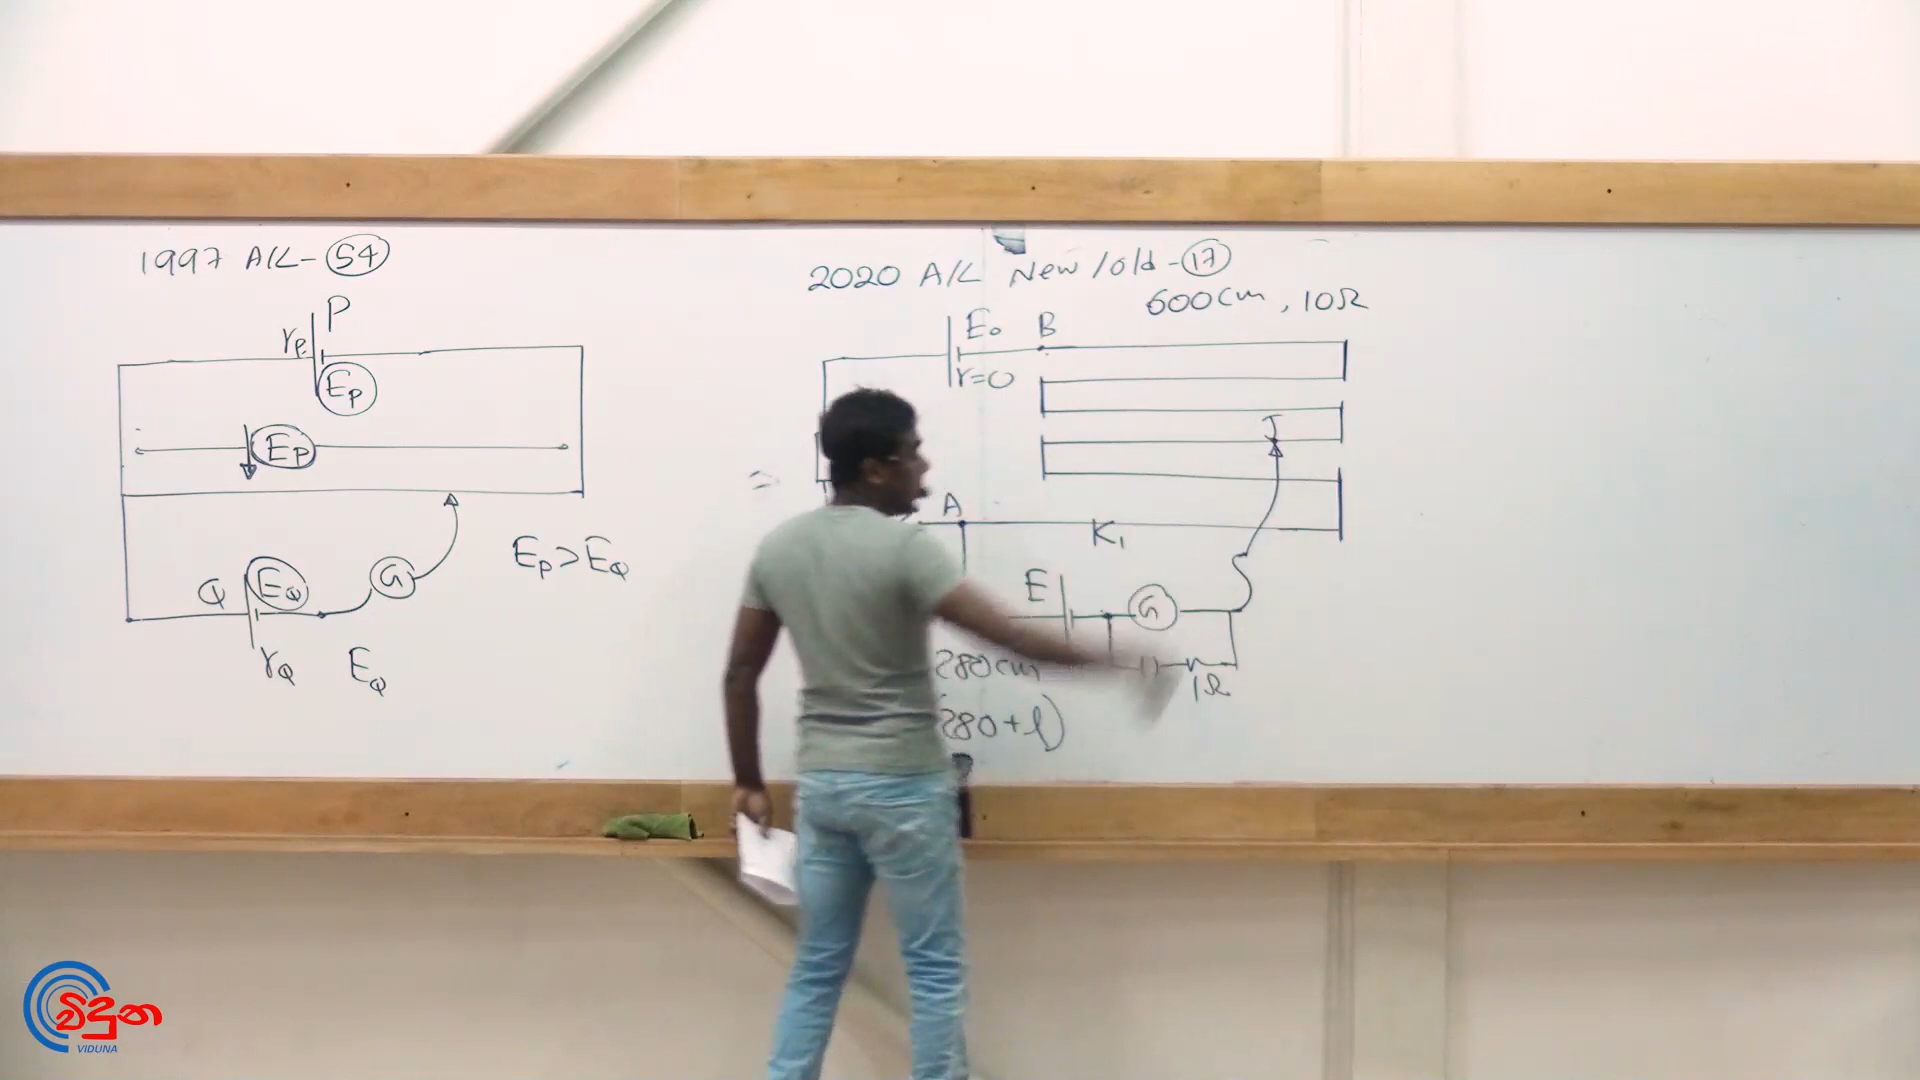 1997 A/L - 54
P
rP
EP
EP
Q
EQ
G
EP > EQ
rQ
EQ
2020 A/L New/old - 17
600cm, 10Ω
E0
B
r=0
J
=
A
K1
E
G
280cm
1Ω
(280+l)
විදුන
VIDUNA